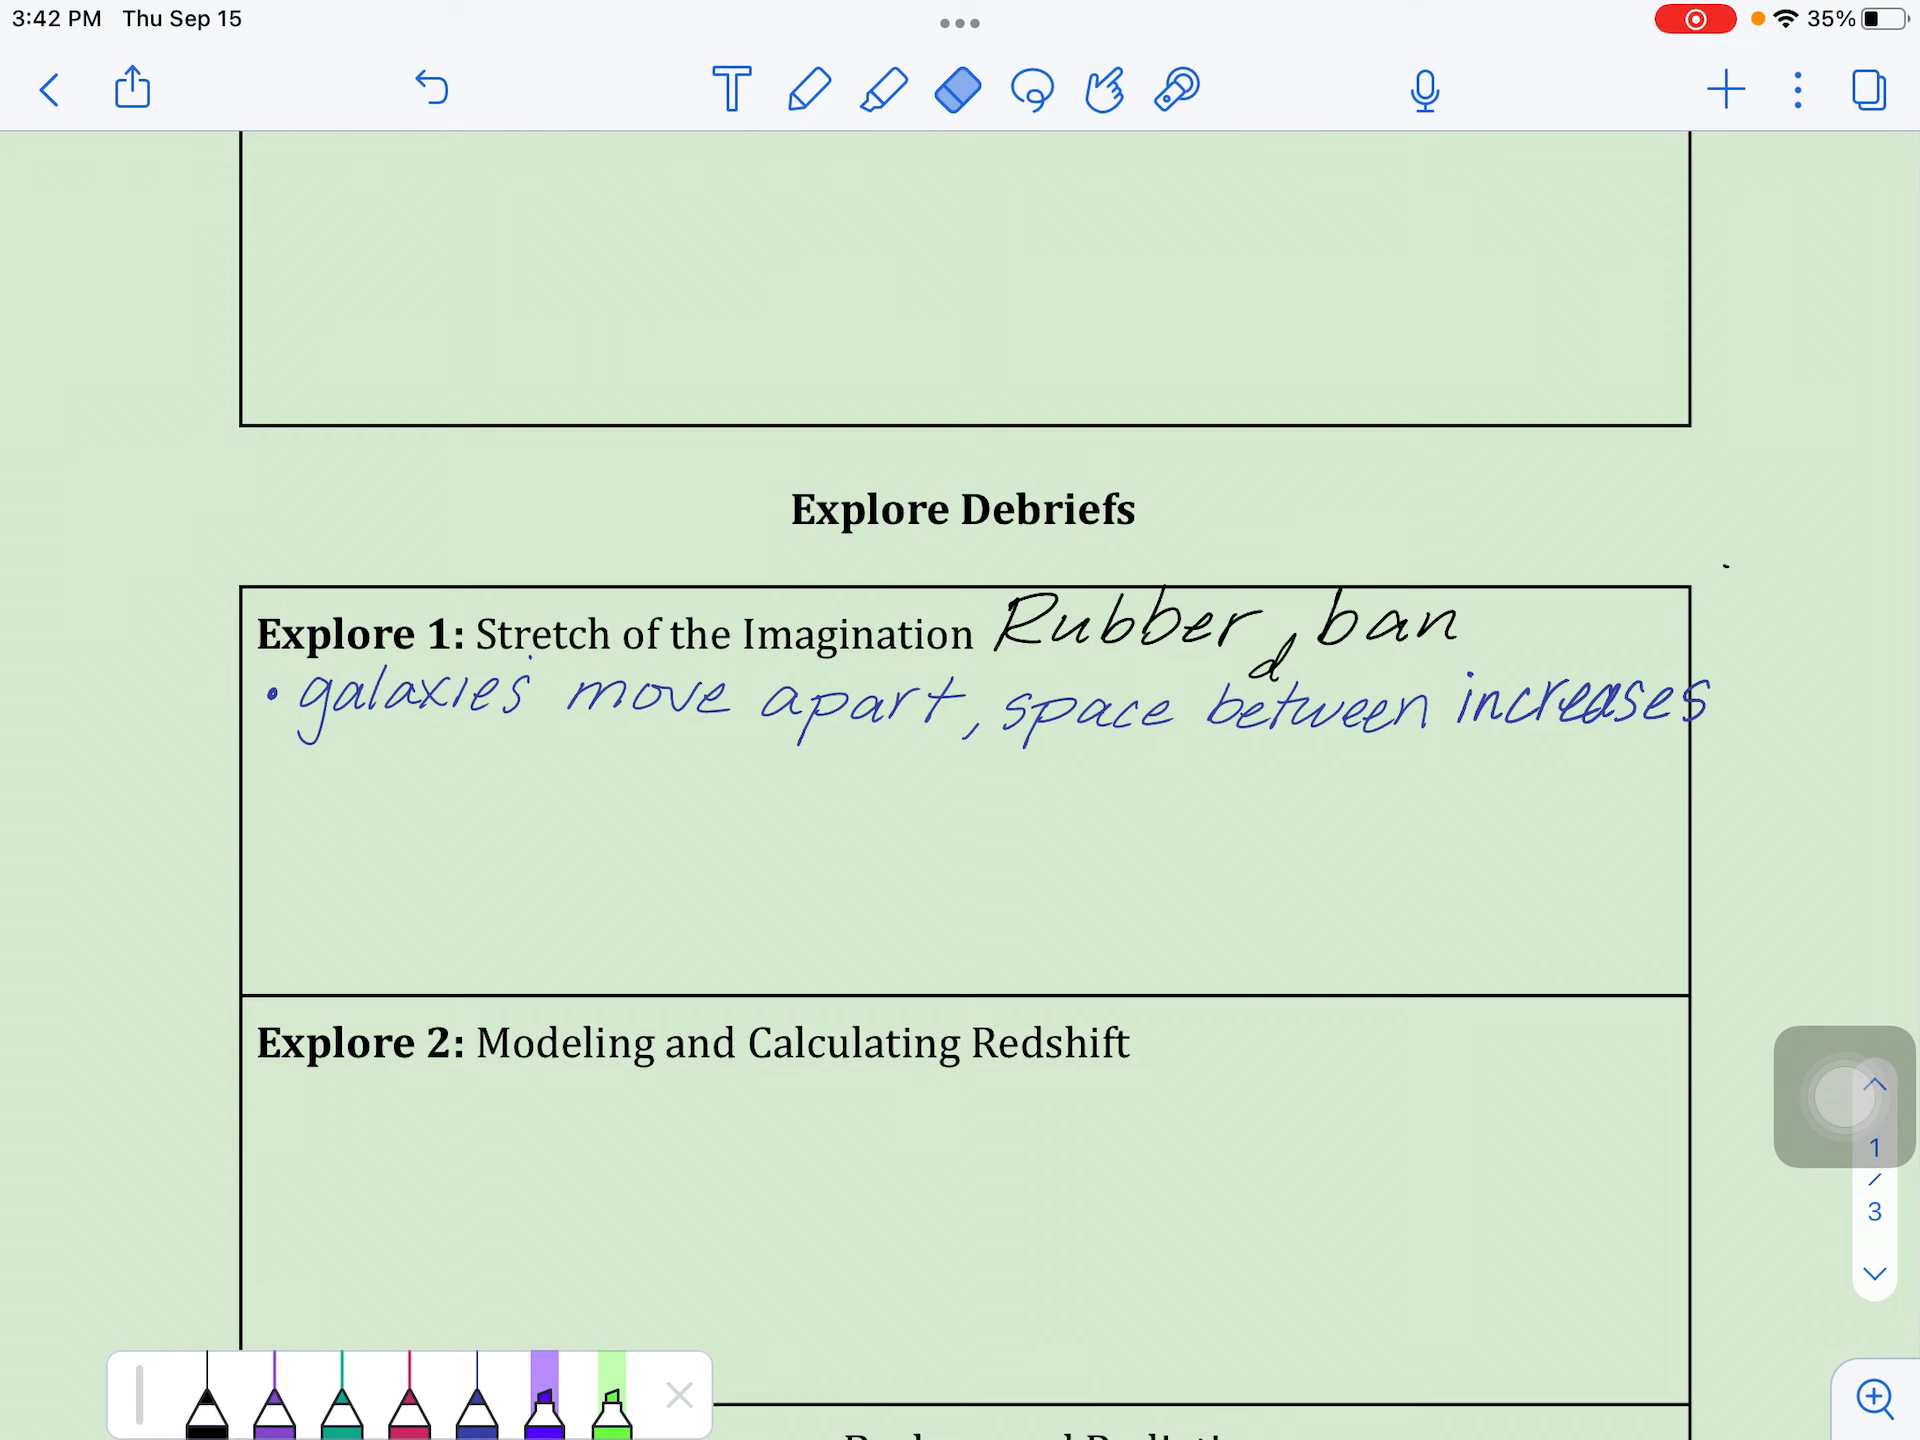 3:42 PM Thu Sep 15
35%
Explore Debriefs
Explore 1: Stretch of the Imagination Rubber ban
d
• galaxies move apart, space between increases
Explore 2: Modeling and Calculating Redshift
1
/
3